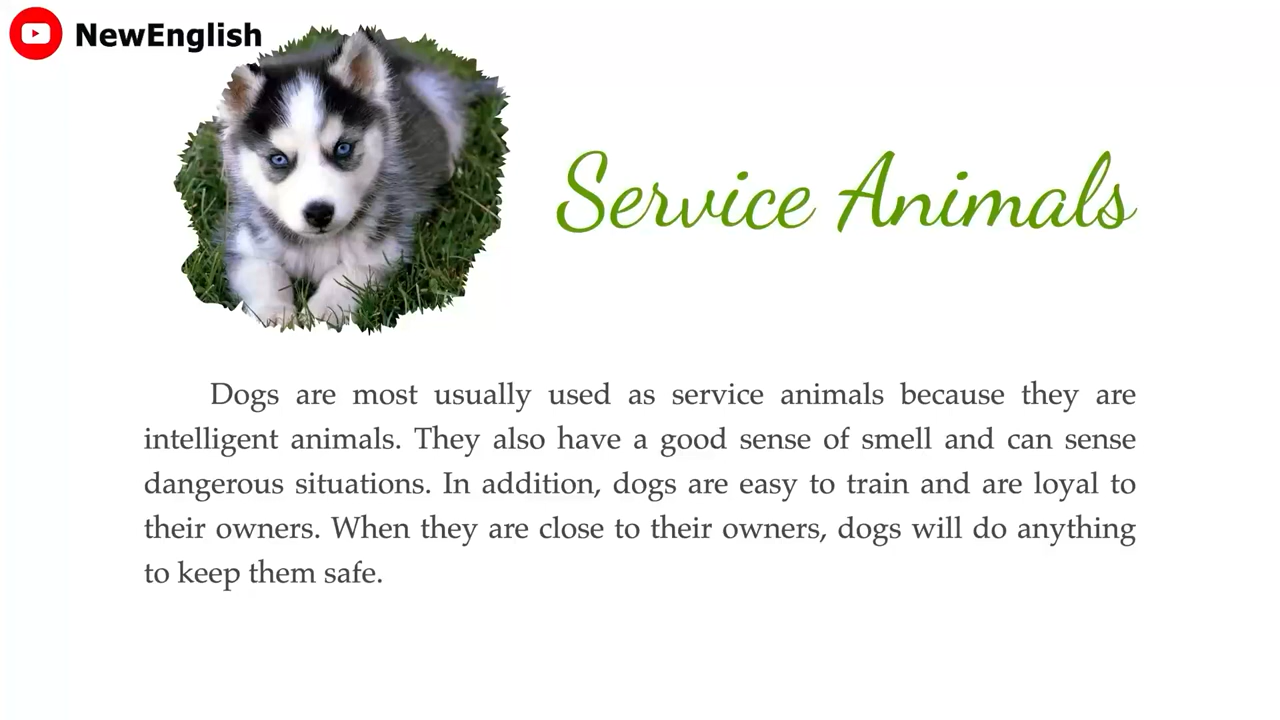 NewEnglish
Service Animals
Dogs are most usually used as service animals because they are
intelligent animals. They also have a good sense of smell and can sense
dangerous situations. In addition, dogs are easy to train and are loyal to
their owners. When they are close to their owners, dogs will do anything
to keep them safe.